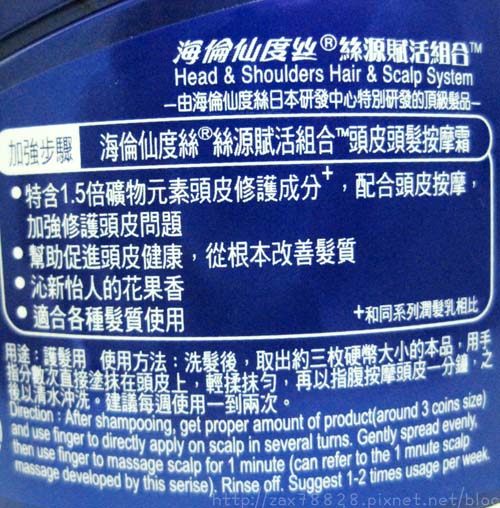 海倫仙度絲®絲源賦活組合™
Head & Shoulders Hair & Scalp System
由海倫仙度絲日本研發中心特別研發的頂級髮品
加強步驟 海倫仙度絲®絲源賦活組合™頭皮頭髮按摩霜
•特含1.5倍礦物元素頭皮修護成分+，配合頭皮按摩，
加強修護頭皮問題
•幫助促進頭皮健康，從根本改善髮質
•沁新怡人的花果香
•適合各種髮質使用 +和同系列潤髮乳相比
用途：護髮用 使用方法：洗髮後，取出約三枚硬幣大小的本品，用手
指分數次直接塗抹在頭皮上，輕揉抹勻，再以指腹按摩頭皮一分鐘，之
後以清水沖洗。建議每週使用一到兩次。
Direction : After shampooing, get proper amount of product(around 3 coins size)
and use finger to directly apply on scalp in several turns. Gently spread evenly,
then use finger to massage scalp for 1 minute (can refer to the 1 mnute scalp
massage developed by this serise). Rinse off. Suggest 1-2 times usage per week.
http://zax78828.pixnet.net/blog